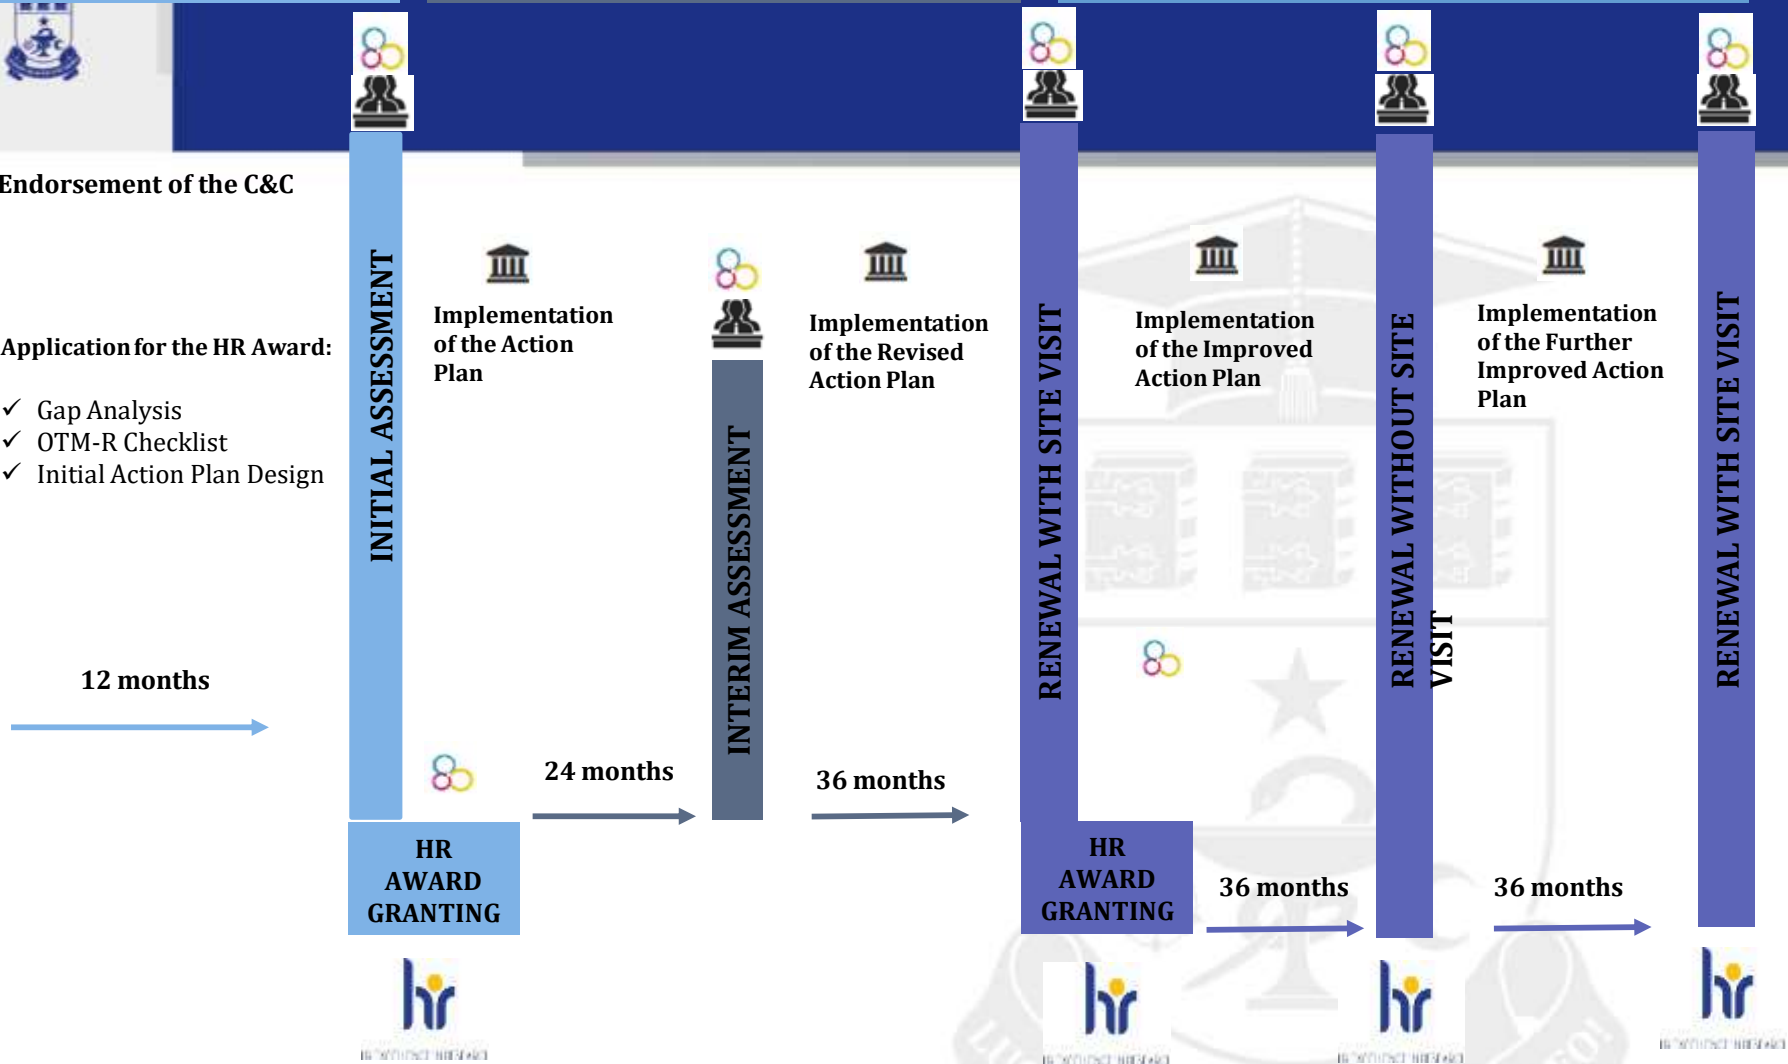 Endorsement of the C&C
Application for the HR Award:
✓ Gap Analysis
✓ OTM-R Checklist
✓ Initial Action Plan Design
12 months
INITIAL ASSESSMENT
HR
AWARD
GRANTING
hr
Implementation
of the Action
Plan
24 months
INTERIM ASSESSMENT
Implementation
of the Revised
Action Plan
36 months
RENEWAL WITH SITE VISIT
HR
AWARD
GRANTING
hr
Implementation
of the Improved
Action Plan
36 months
RENEWAL WITHOUT SITE
VISIT
hr
Implementation
of the Further
Improved Action
Plan
36 months
RENEWAL WITH SITE VISIT
hr